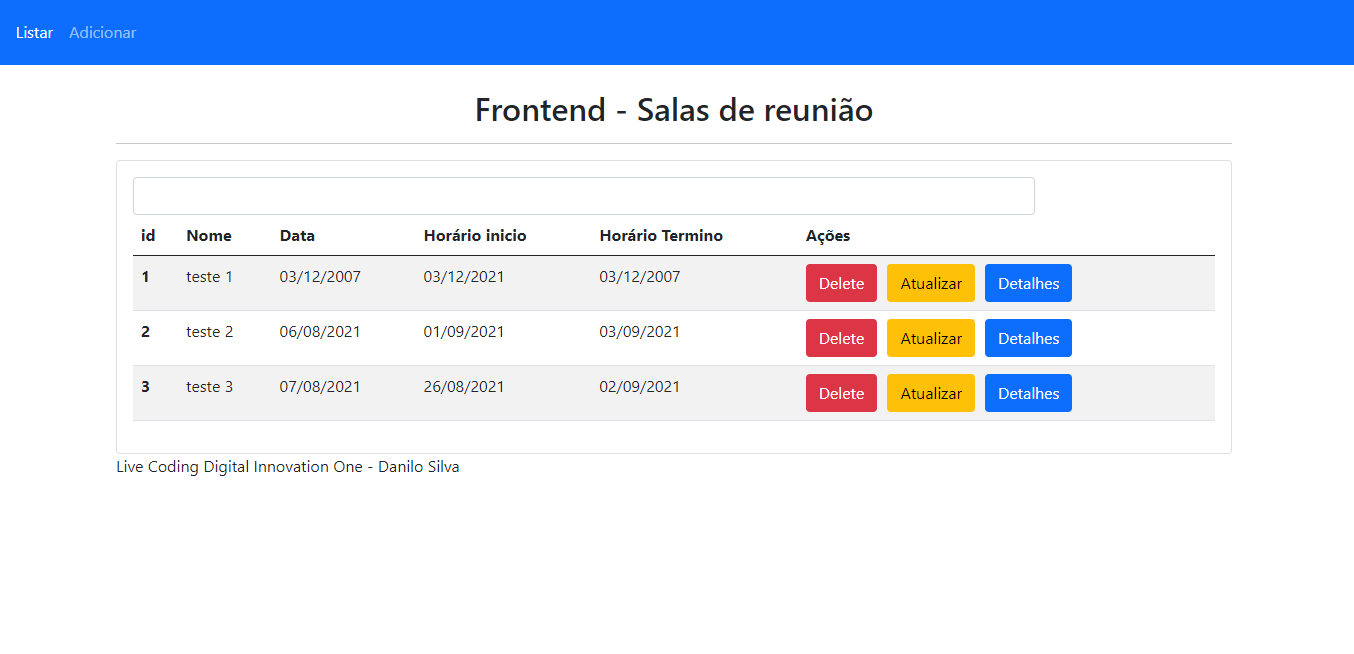 Listar Adicionar
Frontend - Salas de reunião
id Nome Data Horário inicio Horário Termino Ações
1 teste 1 03/12/2007 03/12/2021 03/12/2007 Delete Atualizar Detalhes
2 teste 2 06/08/2021 01/09/2021 03/09/2021 Delete Atualizar Detalhes
3 teste 3 07/08/2021 26/08/2021 02/09/2021 Delete Atualizar Detalhes
Live Coding Digital Innovation One - Danilo Silva